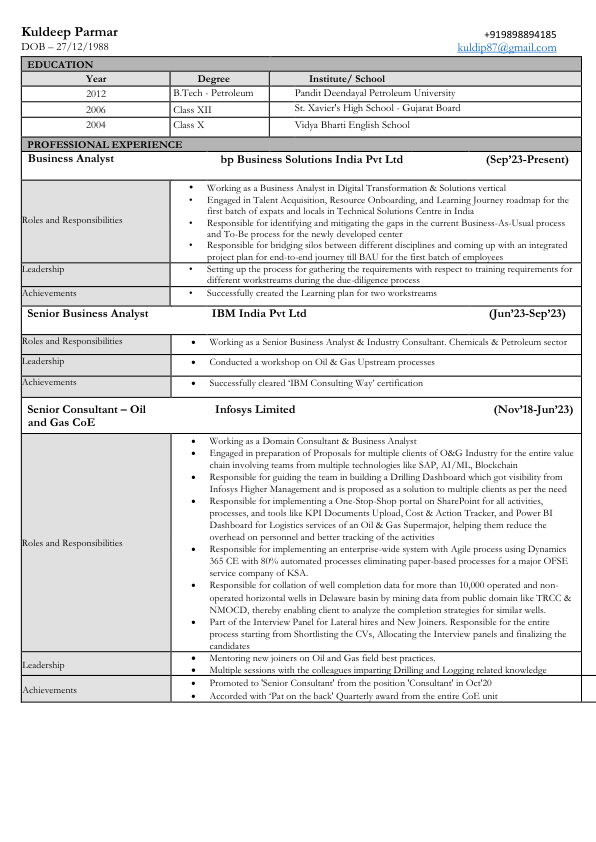 Kuldeep Parmar
+919898894185
DOB – 27/12/1988
kuldip87@gmail.com
EDUCATION
Year Degree Institute/ School
2012 B.Tech - Petroleum Pandit Deendayal Petroleum University
2006 Class XII St. Xavier's High School - Gujarat Board
2004 Class X Vidya Bharti English School
PROFESSIONAL EXPERIENCE
Business Analyst bp Business Solutions India Pvt Ltd (Sep’23-Present)
Roles and Responsibilities
• Working as a Business Analyst in Digital Transformation & Solutions vertical
• Engaged in Talent Acquisition, Resource Onboarding, and Learning Journey roadmap for the
first batch of expats and locals in Technical Solutions Centre in India
• Responsible for identifying and mitigating the gaps in the current Business-As-Usual process
and To-Be process for the newly developed center
• Responsible for bridging silos between different disciplines and coming up with an integrated
project plan for end-to-end journey till BAU for the first batch of employees
Leadership
• Setting up the process for gathering the requirements with respect to training requirements for
different workstreams during the due-diligence process
Achievements
• Successfully created the Learning plan for two workstreams
Senior Business Analyst IBM India Pvt Ltd (Jun’23-Sep’23)
Roles and Responsibilities
• Working as a Senior Business Analyst & Industry Consultant. Chemicals & Petroleum sector
Leadership
• Conducted a workshop on Oil & Gas Upstream processes
Achievements
• Successfully cleared ‘IBM Consulting Way’ certification
Senior Consultant – Oil Infosys Limited (Nov’18-Jun’23)
and Gas CoE
Roles and Responsibilities
• Working as a Domain Consultant & Business Analyst
• Engaged in preparation of Proposals for multiple clients of O&G Industry for the entire value
chain involving teams from multiple technologies like SAP, AI/ML, Blockchain
• Responsible for guiding the team in building a Drilling Dashboard which got visibility from
Infosys Higher Management and is proposed as a solution to multiple clients as per the need
• Responsible for implementing a One-Stop-Shop portal on SharePoint for all activities,
processes, and tools like KPI Documents Upload, Cost & Action Tracker, and Power BI
Dashboard for Logistics services of an Oil & Gas Supermajor, helping them reduce the
overhead on personnel and better tracking of the activities
• Responsible for implementing an enterprise-wide system with Agile process using Dynamics
365 CE with 80% automated processes eliminating paper-based processes for a major OFSE
service company of KSA.
• Responsible for collation of well completion data for more than 10,000 operated and non-
operated horizontal wells in Delaware basin by mining data from public domain like TRCC &
NMOCD, thereby enabling client to analyze the completion strategies for similar wells.
• Part of the Interview Panel for Lateral hires and New Joiners. Responsible for the entire
process starting from Shortlisting the CVs, Allocating the Interview panels and finalizing the
candidates
Leadership
• Mentoring new joiners on Oil and Gas field best practices.
• Multiple sessions with the colleagues imparting Drilling and Logging related knowledge
Achievements
• Promoted to 'Senior Consultant' from the position 'Consultant' in Oct'20
• Accorded with ‘Pat on the back’ Quarterly award from the entire CoE unit